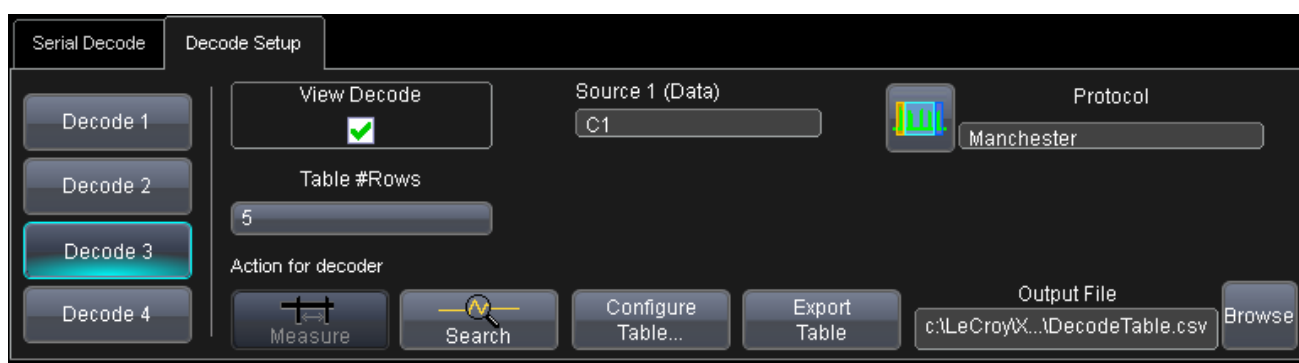 Serial Decode
Decode Setup
Decode 1
Decode 2
Decode 3
Decode 4
View Decode
Source 1 (Data)
C1
Protocol
Manchester
Table #Rows
5
Action for decoder
Measure
Search
Configure
Table...
Export
Table
Output File
c:\LeCroy\X...\DecodeTable.csv
Browse